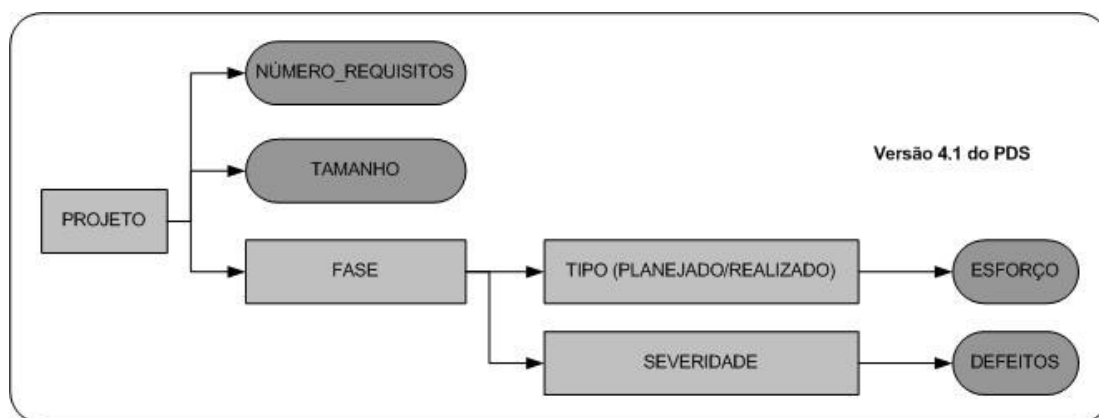 NÚMERO_REQUISITOS
TAMANHO
Versão 4.1 do PDS
PROJETO
FASE
TIPO (PLANEJADO/REALIZADO)
ESFORÇO
SEVERIDADE
DEFEITOS